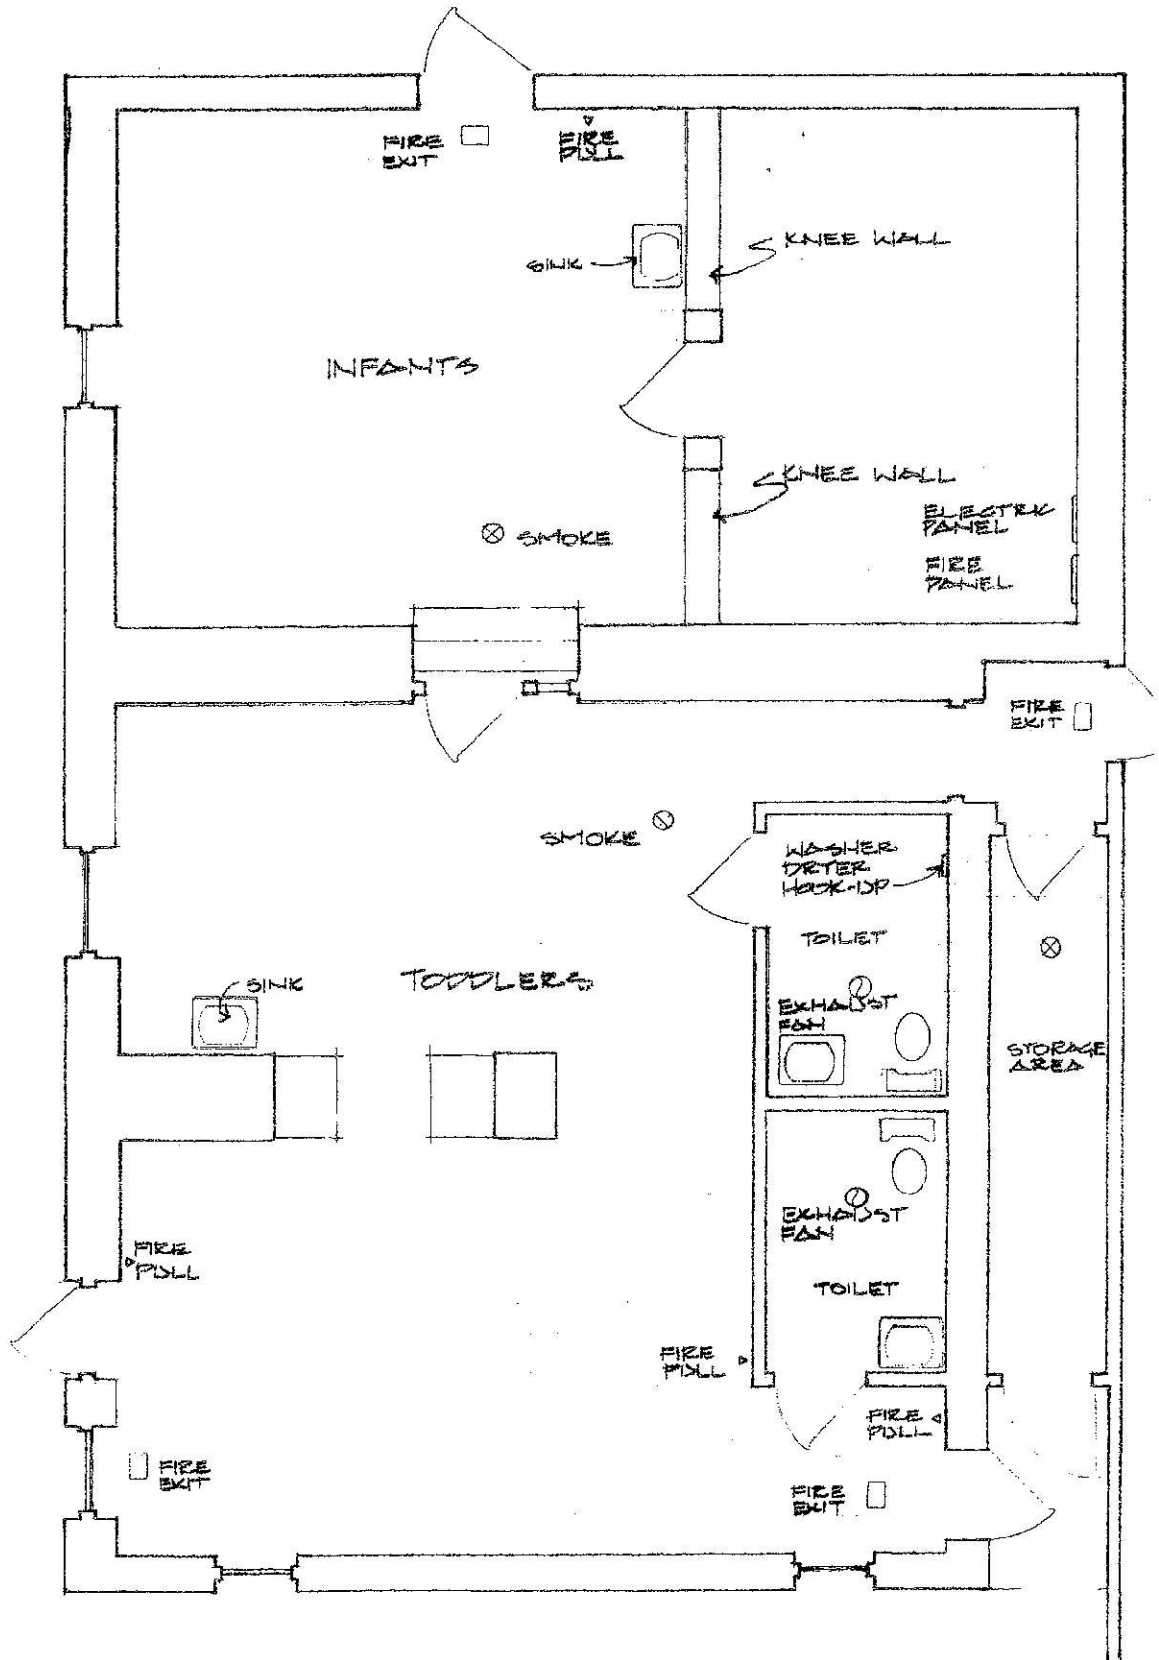 FIRE
EXIT
FIRE
PULL
SINK
KNEE WALL
INFANTS
KNEE WALL
SMOKE
ELECTRIC
PANEL
FIRE
PANEL
FIRE
EXIT
SMOKE
WASHER
DRYER
HOOK-UP
TOILET
SINK
TODDLERS
EXHAUST
FAN
STORAGE
AREA
EXHAUST
FAN
FIRE
PULL
TOILET
FIRE
PULL
FIRE
PULL
FIRE
EXIT
FIRE
EXIT